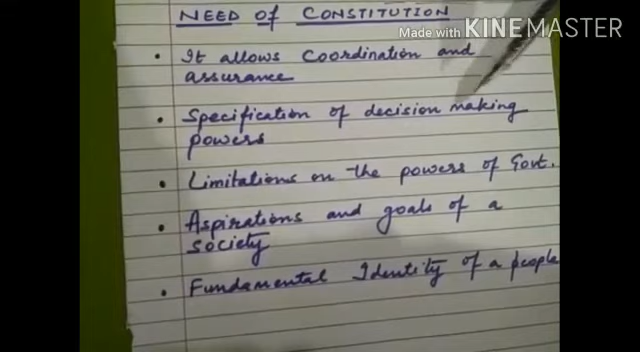 NEED OF CONSTITUTION
Made with KINEMASTER
• It allows Coordination and
assurance
• Specification of decision making
powers
• Limitations on the powers of Govt.
• Aspirations and goals of a
society
• Fundamental Identity of a people